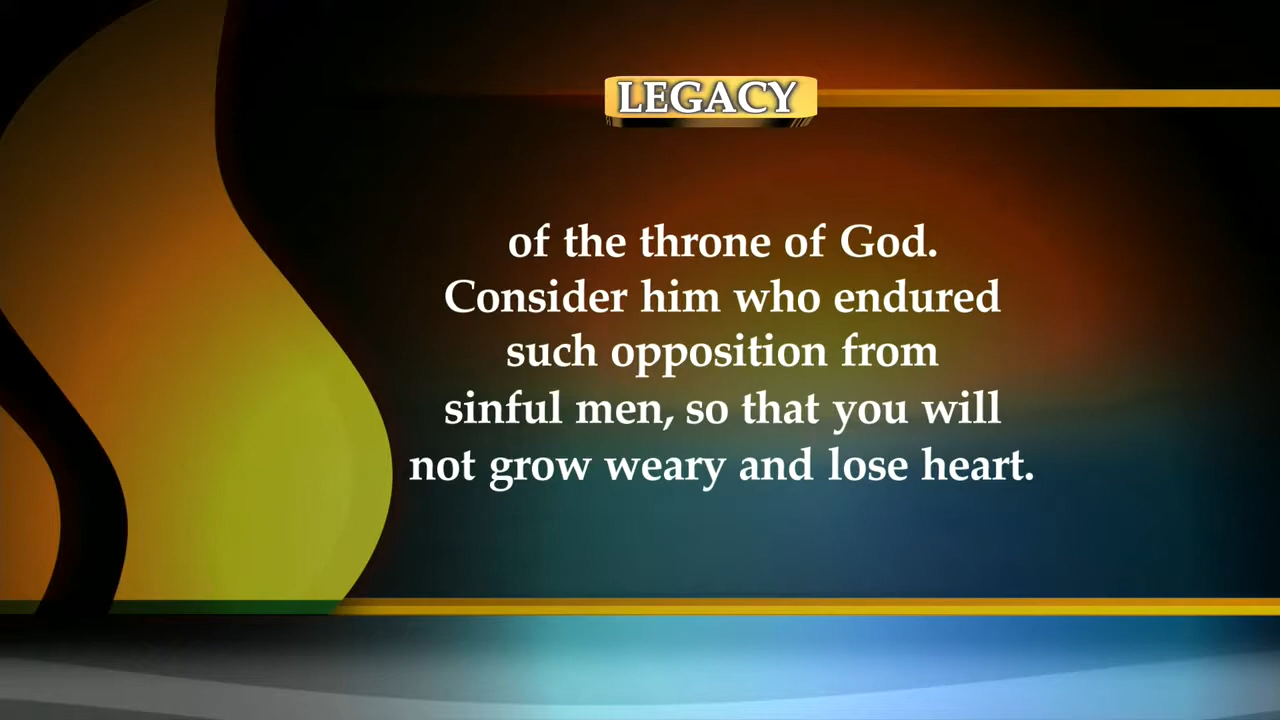 LEGACY
of the throne of God.
Consider him who endured
such opposition from
sinful men, so that you will
not grow weary and lose heart.